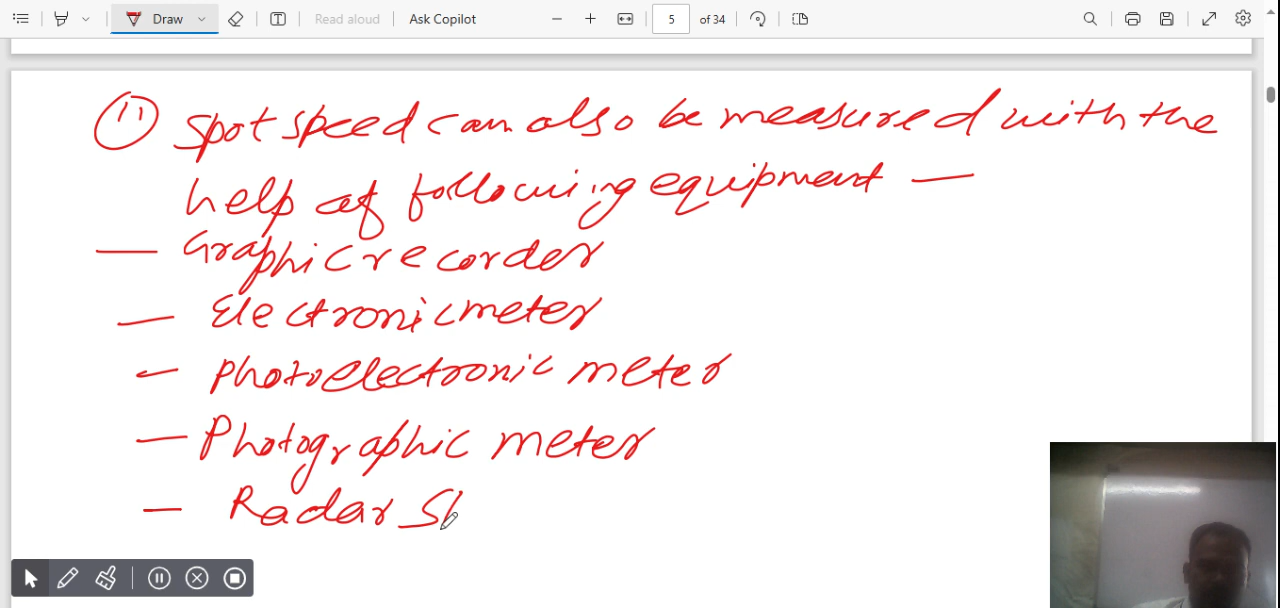 Draw
Read aloud
Ask Copilot
5 of 34
11 Spot speed can also be measured with the
help of following equipment —
— Graphic recorder
— Electronic meter
— Photoelectronic meter
— Photographic meter
— Radar